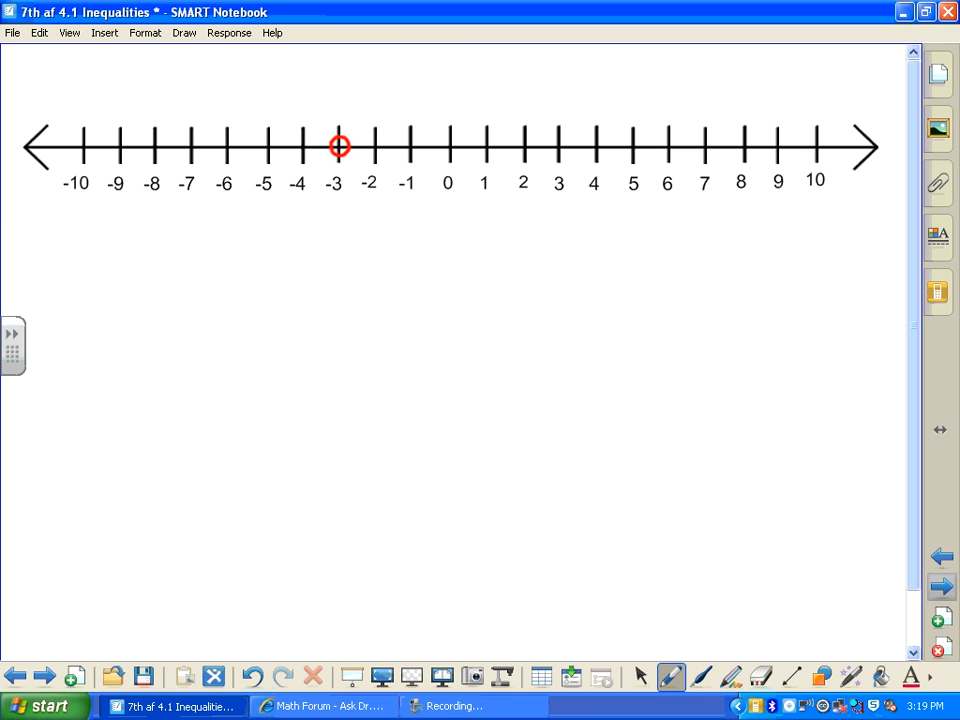 7th af 4.1 Inequalities * - SMART Notebook
File Edit View Insert Format Draw Response Help
-10 -9 -8 -7 -6 -5 -4 -3 -2 -1 0 1 2 3 4 5 6 7 8 9 10
start 7th af 4.1 Inequalitie... Math Forum - Ask Dr.... Recording... 3:19 PM